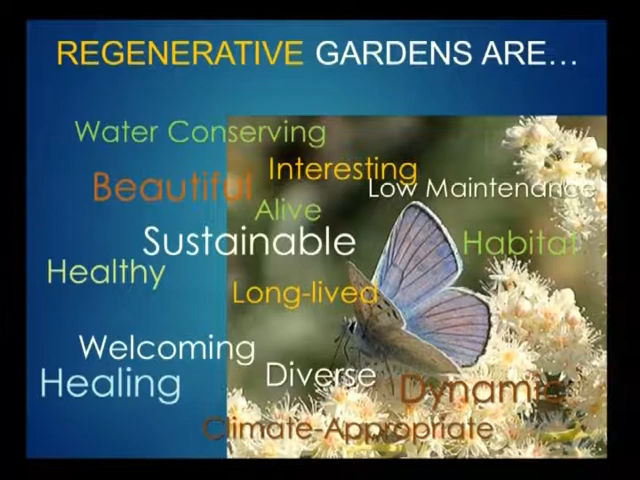 REGENERATIVE GARDENS ARE...
Water Conserving
Interesting
Beautiful
Low Maintenance
Alive
Sustainable
Habitat
Healthy
Long-lived
Welcoming
Diverse
Healing
Dynamic
Climate-Appropriate